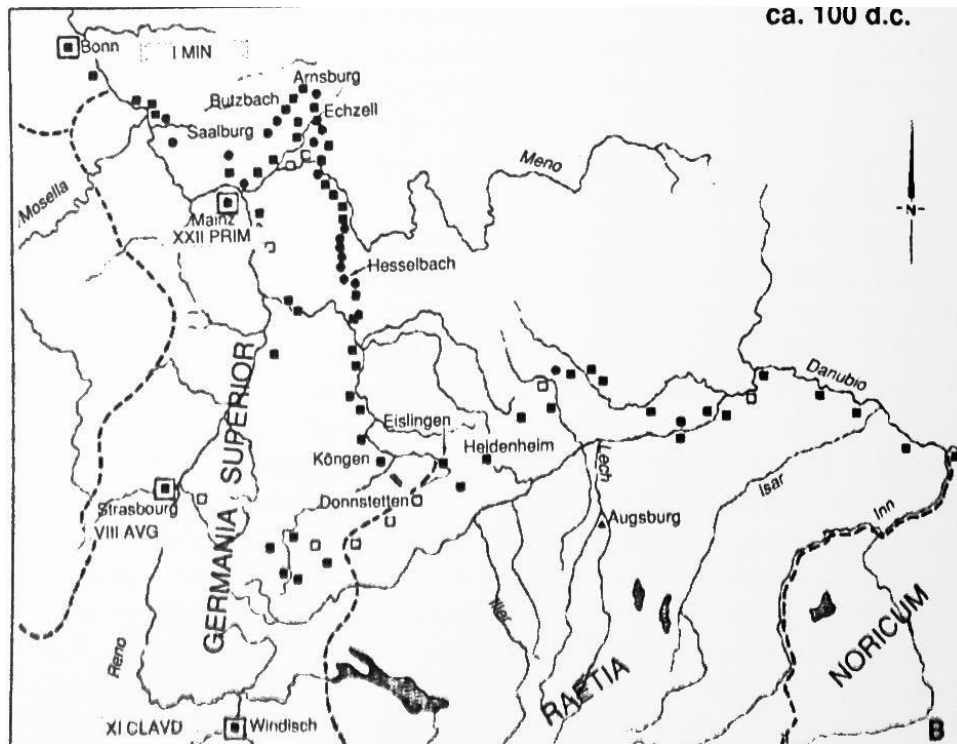 ca. 100 d.c.
Bonn
I MIN
Arnsburg
Butzbach
Echzell
Saalburg
Meno
Mosella
N
Mainz
XXII PRIM
Hesselbach
GERMANIA SUPERIOR
Danubio
Eislingen
Heidenheim
Köngen
Lech
Isar
Donnstetten
Strasbourg
VIII AVG
Augsburg
Inn
Iller
NORICUM
Reno
RAETIA
XI CLAVD
Windisch
B